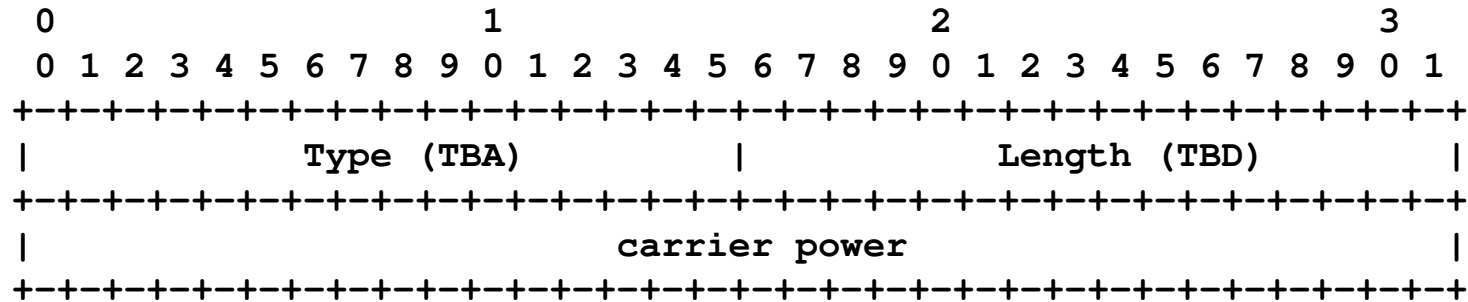 0                   1                   2                   3
0 1 2 3 4 5 6 7 8 9 0 1 2 3 4 5 6 7 8 9 0 1 2 3 4 5 6 7 8 9 0 1
+-+-+-+-+-+-+-+-+-+-+-+-+-+-+-+-+-+-+-+-+-+-+-+-+-+-+-+-+-+-+-+-+
|            Type (TBA)         |           Length (TBD)        |
+-+-+-+-+-+-+-+-+-+-+-+-+-+-+-+-+-+-+-+-+-+-+-+-+-+-+-+-+-+-+-+-+
|                          carrier power                        |
+-+-+-+-+-+-+-+-+-+-+-+-+-+-+-+-+-+-+-+-+-+-+-+-+-+-+-+-+-+-+-+-+